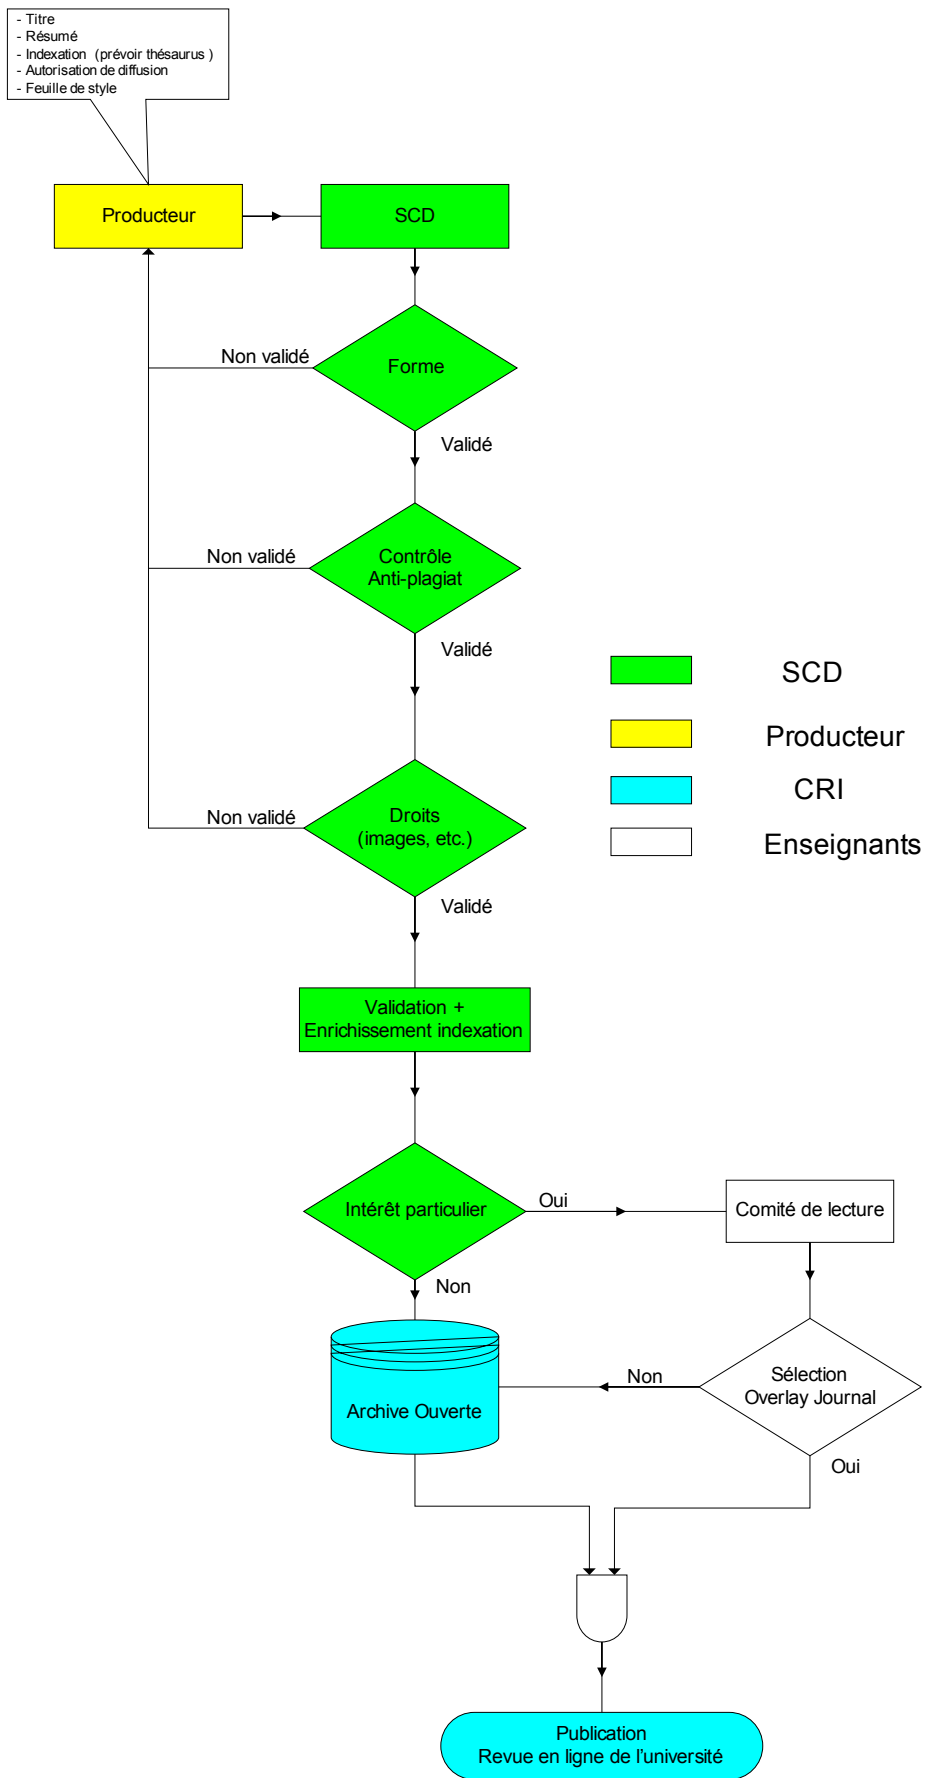 - Titre
- Résumé
- Indexation (prévoir thésaurus )
- Autorisation de diffusion
- Feuille de style
Producteur
SCD
Forme
Non validé
Validé
Contrôle
Anti-plagiat
Non validé
Validé
Droits
(images, etc.)
Non validé
Validé
SCD
Producteur
CRI
Enseignants
Validation +
Enrichissement indexation
Intérêt particulier
Oui
Comité de lecture
Non
Archive Ouverte
Non
Sélection
Overlay Journal
Oui
Publication
Revue en ligne de l'université